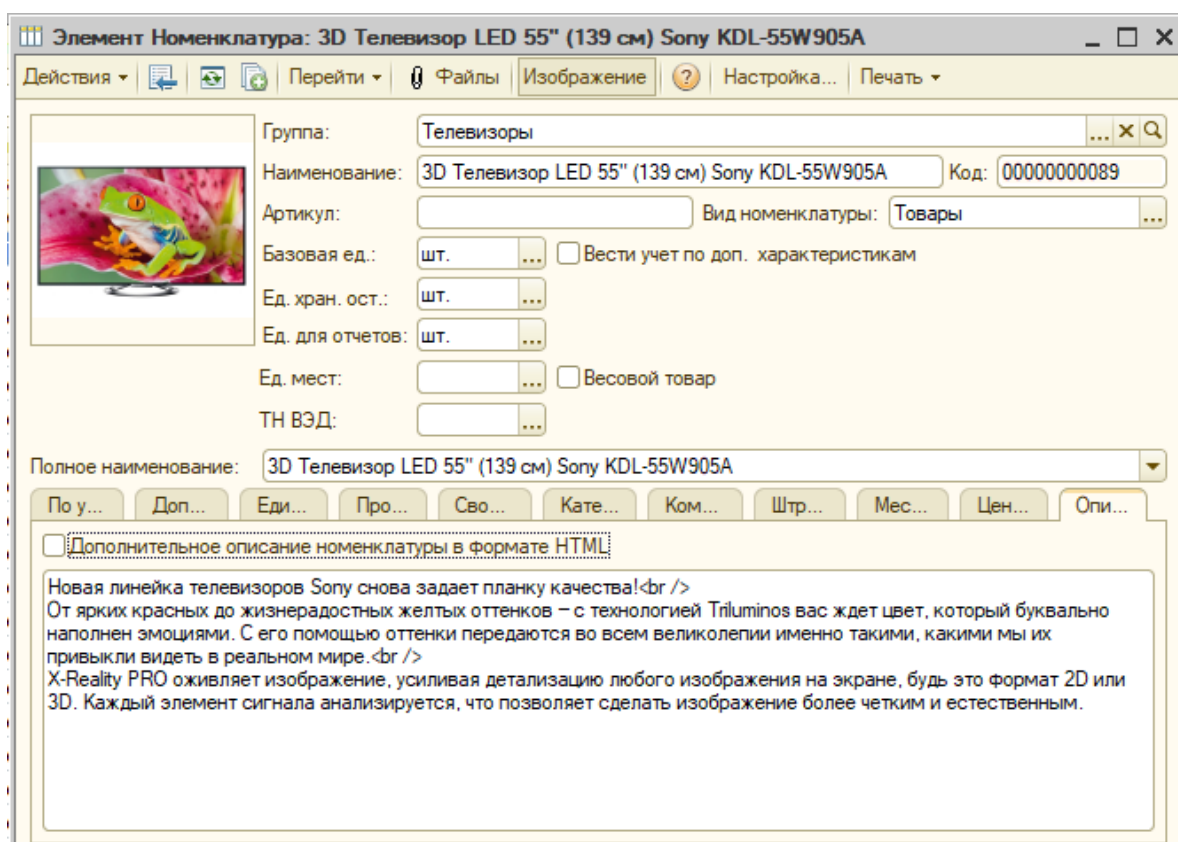 Элемент Номенклатура: 3D Телевизор LED 55" (139 см) Sony KDL-55W905A
Действия Перейти Файлы Изображение ? Настройка... Печать
Группа: Телевизоры ...
Наименование: 3D Телевизор LED 55" (139 см) Sony KDL-55W905A Код: 00000000089
Артикул: Вид номенклатуры: Товары ...
Базовая ед.: шт. ... Вести учет по доп. характеристикам
Ед. хран. ост.: шт. ...
Ед. для отчетов: шт. ...
Ед. мест: ... Весовой товар
ТН ВЭД: ...
Полное наименование: 3D Телевизор LED 55" (139 см) Sony KDL-55W905A
По у... Доп... Еди... Про... Сво... Кате... Ком... Штр... Мес... Цен... Опи...
Дополнительное описание номенклатуры в формате HTML
Новая линейка телевизоров Sony снова задает планку качества!<br />
От ярких красных до жизнерадостных желтых оттенков – с технологией Triluminos вас ждет цвет, который буквально
наполнен эмоциями. С его помощью оттенки передаются во всем великолепии именно такими, какими мы их
привыкли видеть в реальном мире.<br />
X-Reality PRO оживляет изображение, усиливая детализацию любого изображения на экране, будь это формат 2D или
3D. Каждый элемент сигнала анализируется, что позволяет сделать изображение более четким и естественным.